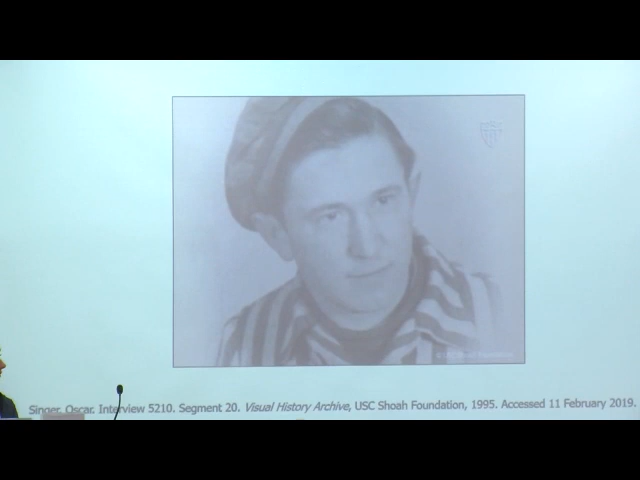 Singer, Oscar. Interview 5210. Segment 20. Visual History Archive, USC Shoah Foundation, 1995. Accessed 11 February 2019.